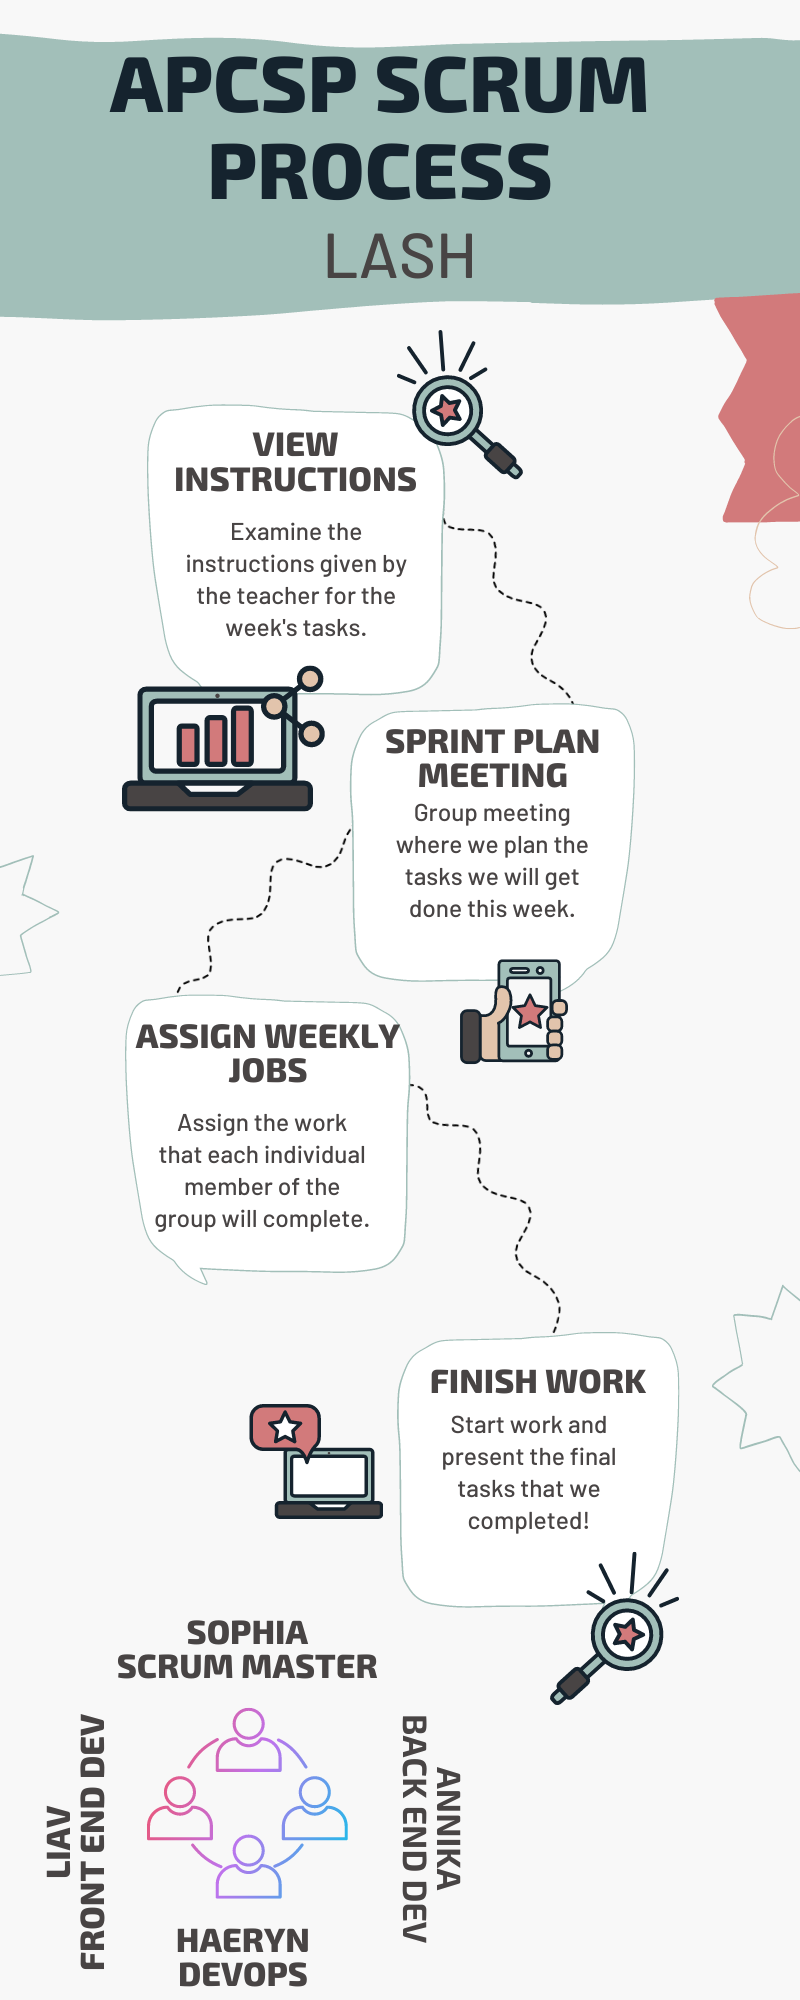 APCSP SCRUM
PROCESS
LASH
VIEW
INSTRUCTIONS
Examine the
instructions given by
the teacher for the
week's tasks.
SPRINT PLAN
MEETING
Group meeting
where we plan the
tasks we will get
done this week.
ASSIGN WEEKLY
JOBS
Assign the work
that each individual
member of the
group will complete.
FINISH WORK
Start work and
present the final
tasks that we
completed!
SOPHIA
SCRUM MASTER
LIAV
FRONT END DEV
ANNIKA
BACK END DEV
HAERYN
DEVOPS